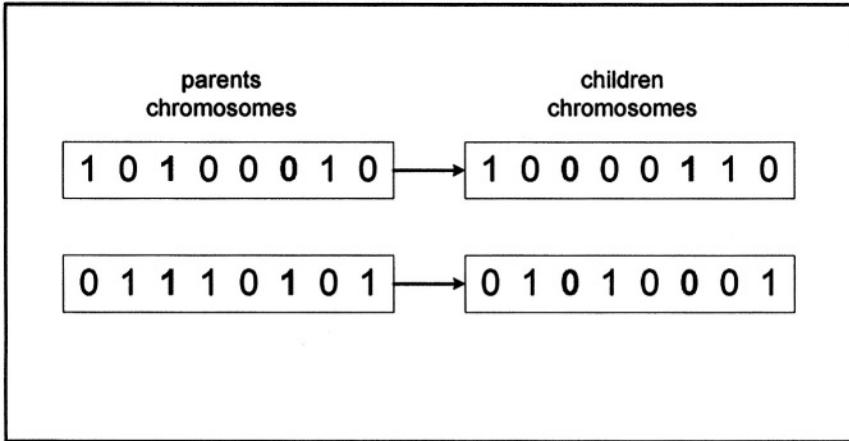 parents
chromosomes
children
chromosomes
1 0 1 0 0 0 1 0
1 0 0 0 0 1 1 0
0 1 1 1 0 1 0 1
0 1 0 1 0 0 0 1